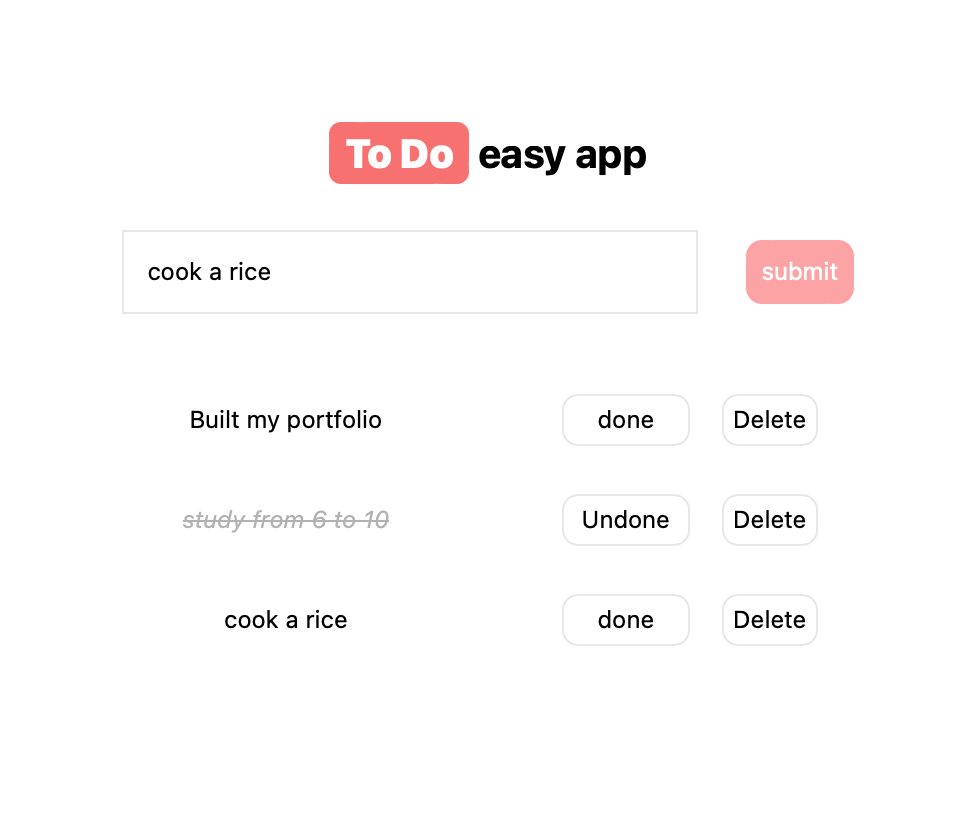 To Do easy app
cook a rice submit
Built my portfolio done Delete
study from 6 to 10 Undone Delete
cook a rice done Delete